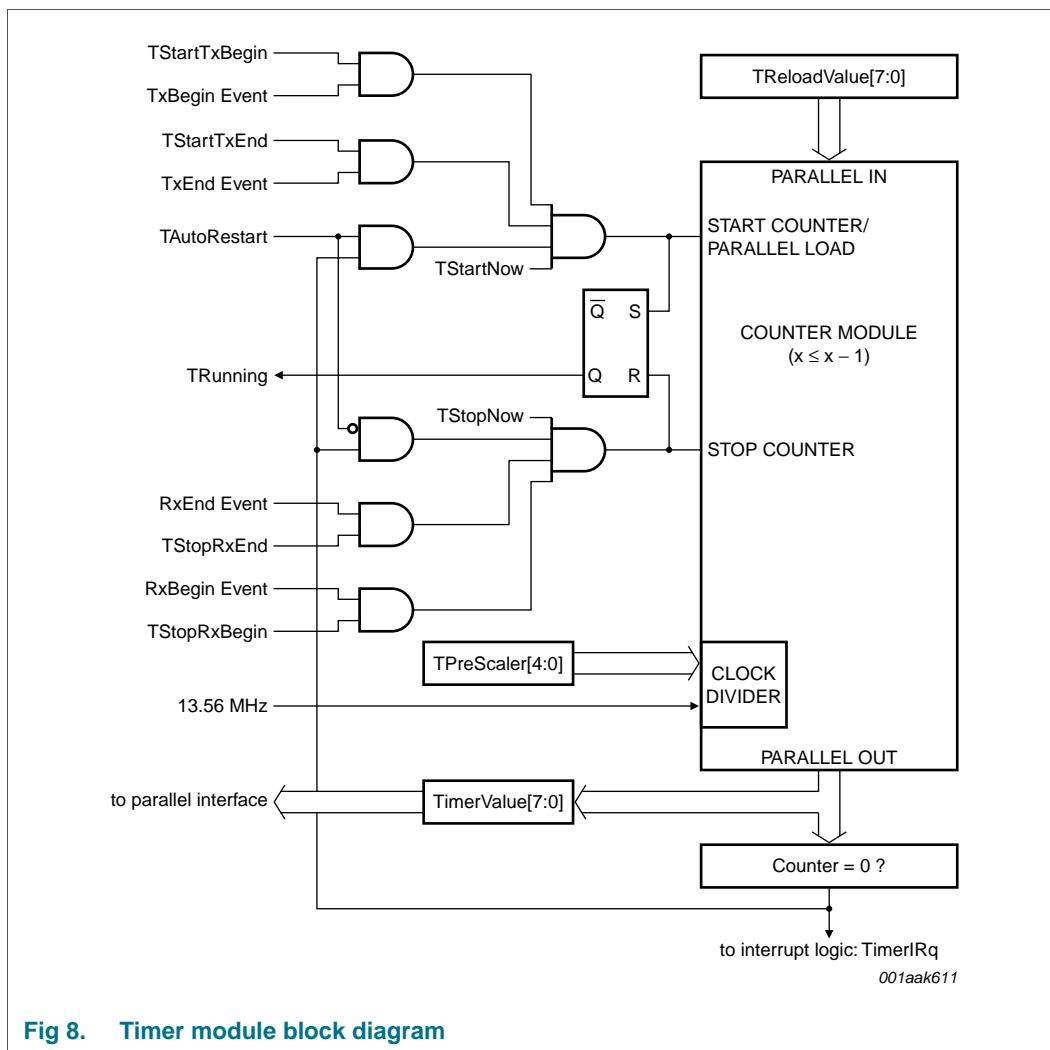 TStartTxBegin
TxBegin Event
TReloadValue[7:0]
TStartTxEnd
TxEnd Event
PARALLEL IN
TAutoRestart
START COUNTER/
PARALLEL LOAD
TStartNow
Q S
COUNTER MODULE
(x ≤ x − 1)
TRunning
Q R
TStopNow
STOP COUNTER
RxEnd Event
TStopRxEnd
RxBegin Event
TStopRxBegin
TPreScaler[4:0]
CLOCK
DIVIDER
13.56 MHz
PARALLEL OUT
to parallel interface
TimerValue[7:0]
Counter = 0 ?
to interrupt logic: TimerIRq
001aak611
Fig 8. Timer module block diagram